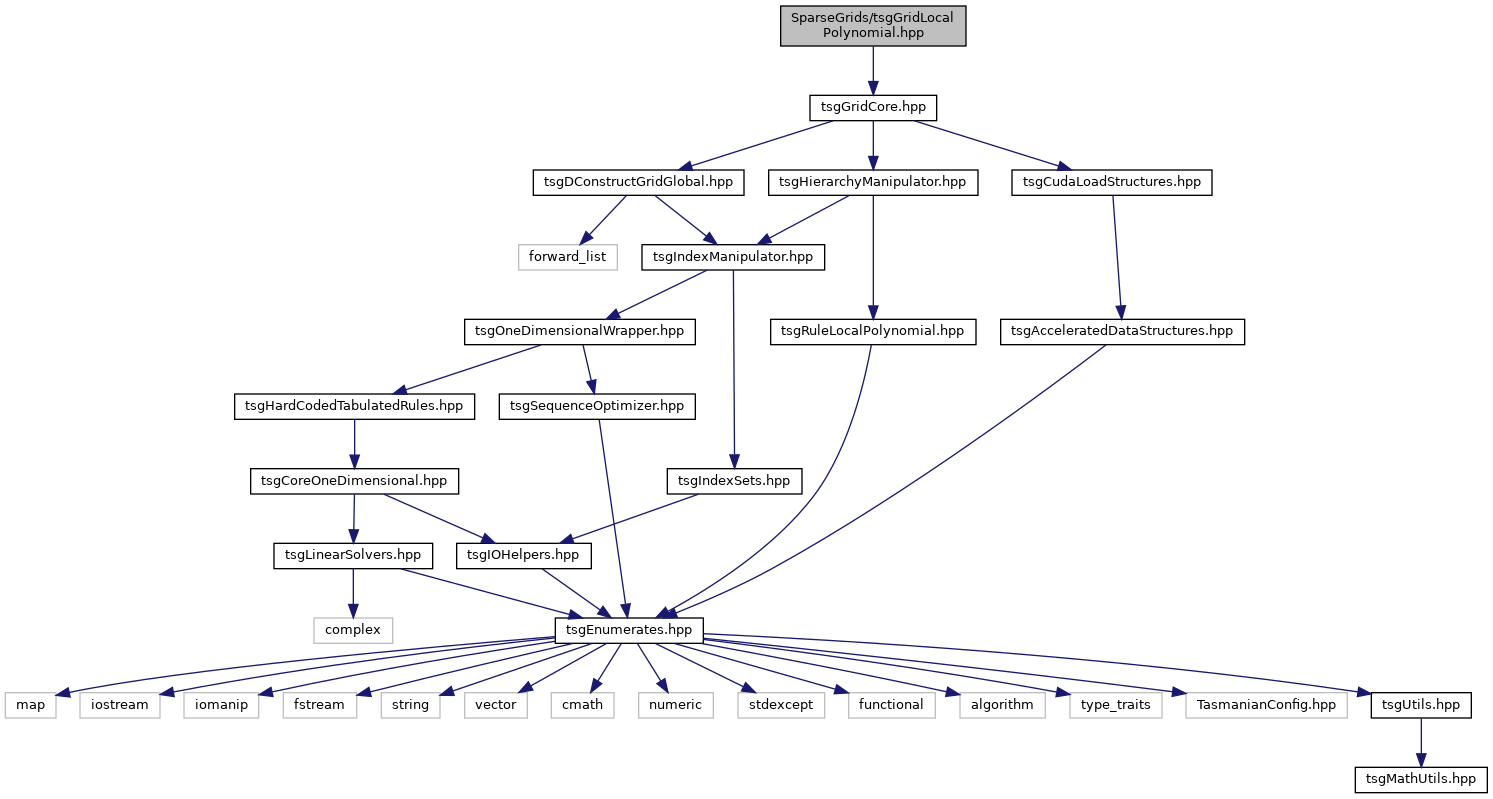 SparseGrids/tsgGridLocal
Polynomial.hpp
tsgGridCore.hpp
tsgDConstructGridGlobal.hpp
tsgHierarchyManipulator.hpp
tsgCudaLoadStructures.hpp
forward_list
tsgIndexManipulator.hpp
tsgOneDimensionalWrapper.hpp
tsgRuleLocalPolynomial.hpp
tsgAcceleratedDataStructures.hpp
tsgHardCodedTabulatedRules.hpp
tsgSequenceOptimizer.hpp
tsgCoreOneDimensional.hpp
tsgIndexSets.hpp
tsgLinearSolvers.hpp
tsgIOHelpers.hpp
complex
tsgEnumerates.hpp
map
iostream
iomanip
fstream
string
vector
cmath
numeric
stdexcept
functional
algorithm
type_traits
TasmanianConfig.hpp
tsgUtils.hpp
tsgMathUtils.hpp